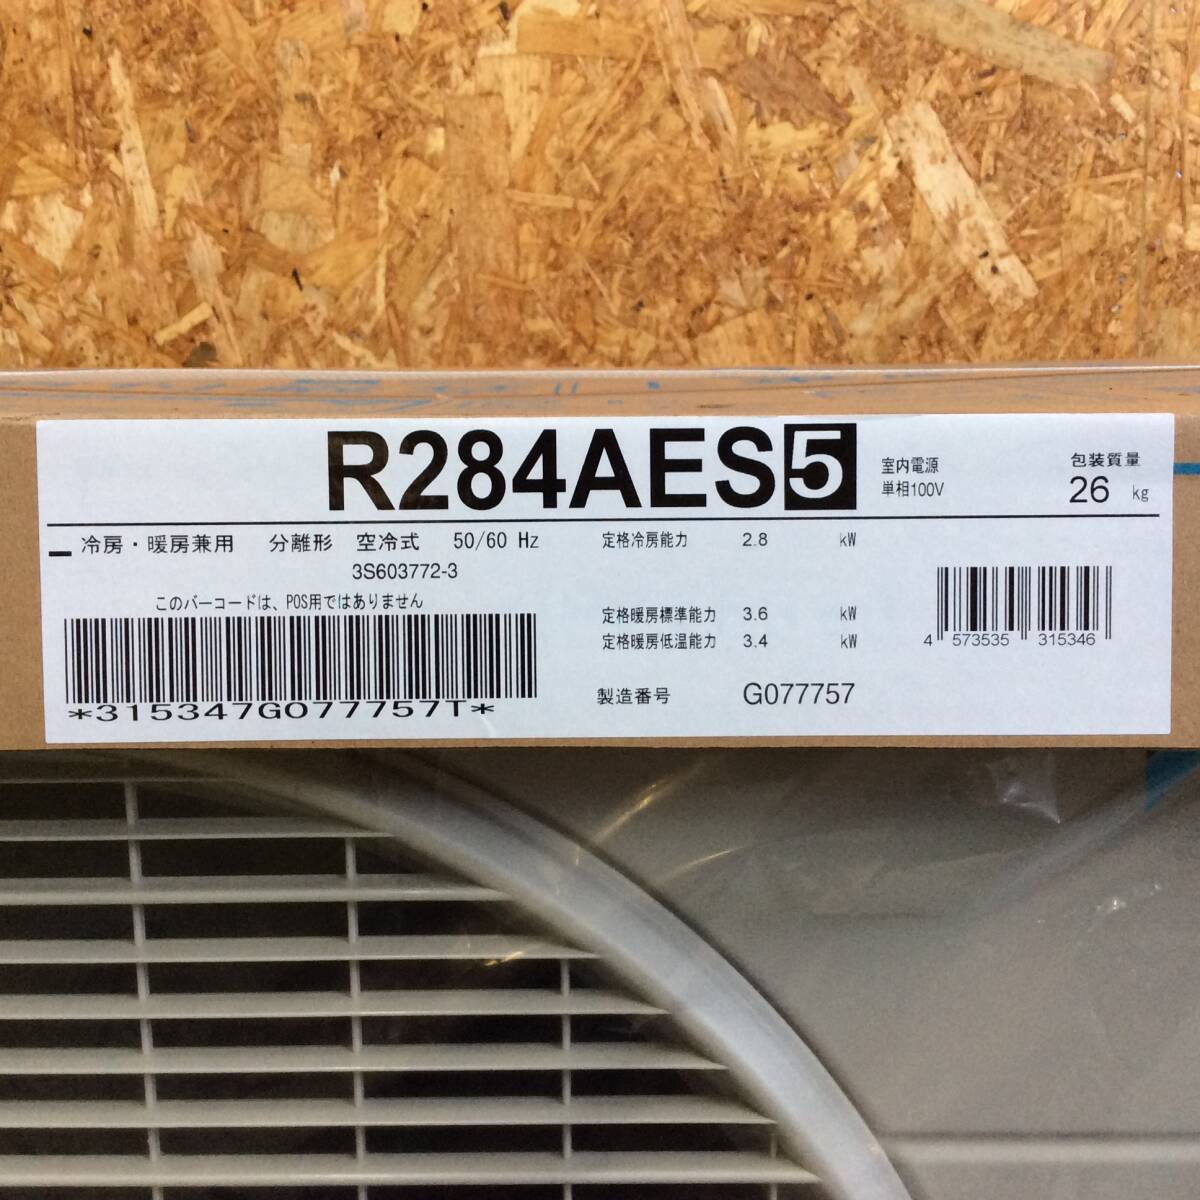 R284AES5
室内電源
単相100V
包装質量
26 kg
冷房・暖房兼用 分離形 空冷式 50/60 Hz
3S603772-3
このバーコードは、POS用ではありません
*315347G077757T*
定格冷房能力 2.8 kW
定格暖房標準能力 3.6 kW
定格暖房低温能力 3.4 kW
製造番号 G077757
4 573535 315346